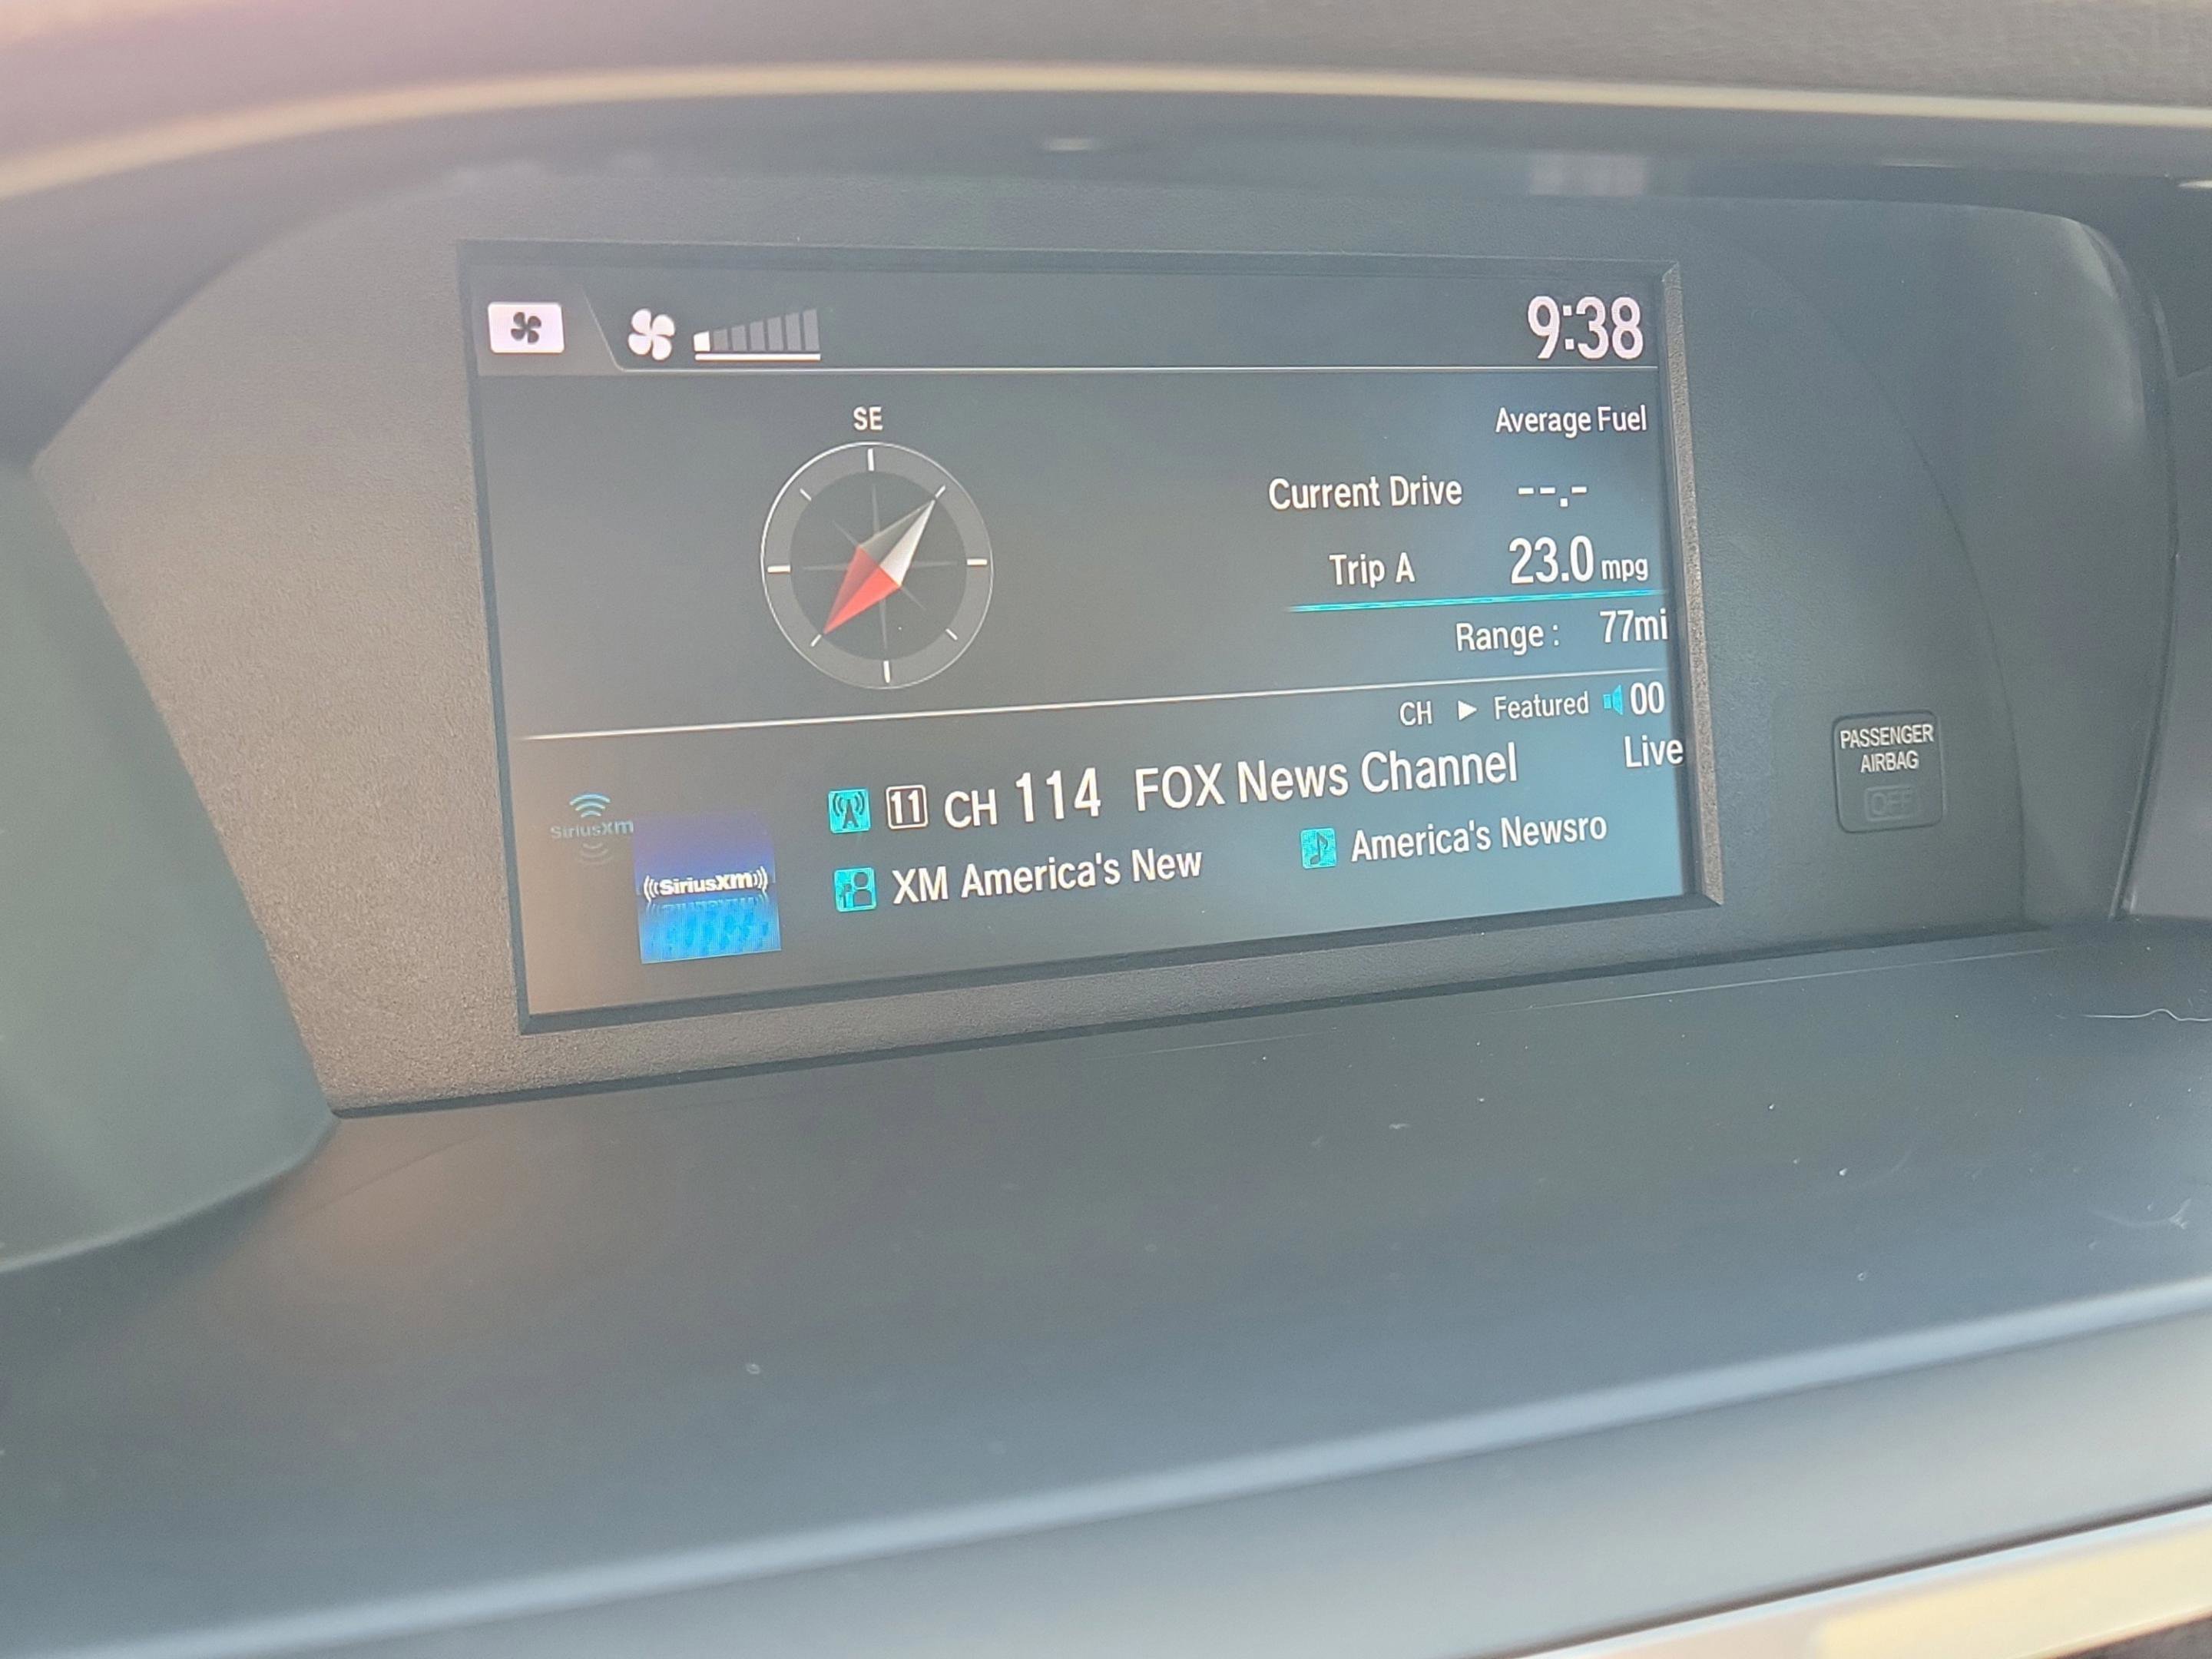 9:38
SE
Average Fuel
Current Drive --.-
Trip A 23.0 mpg
Range : 77mi
CH ▶ Featured 00
11 CH 114 FOX News Channel Live
XM America's New America's Newsro
SiriusXm
((SiriusXM))
PASSENGER
AIRBAG
OFF